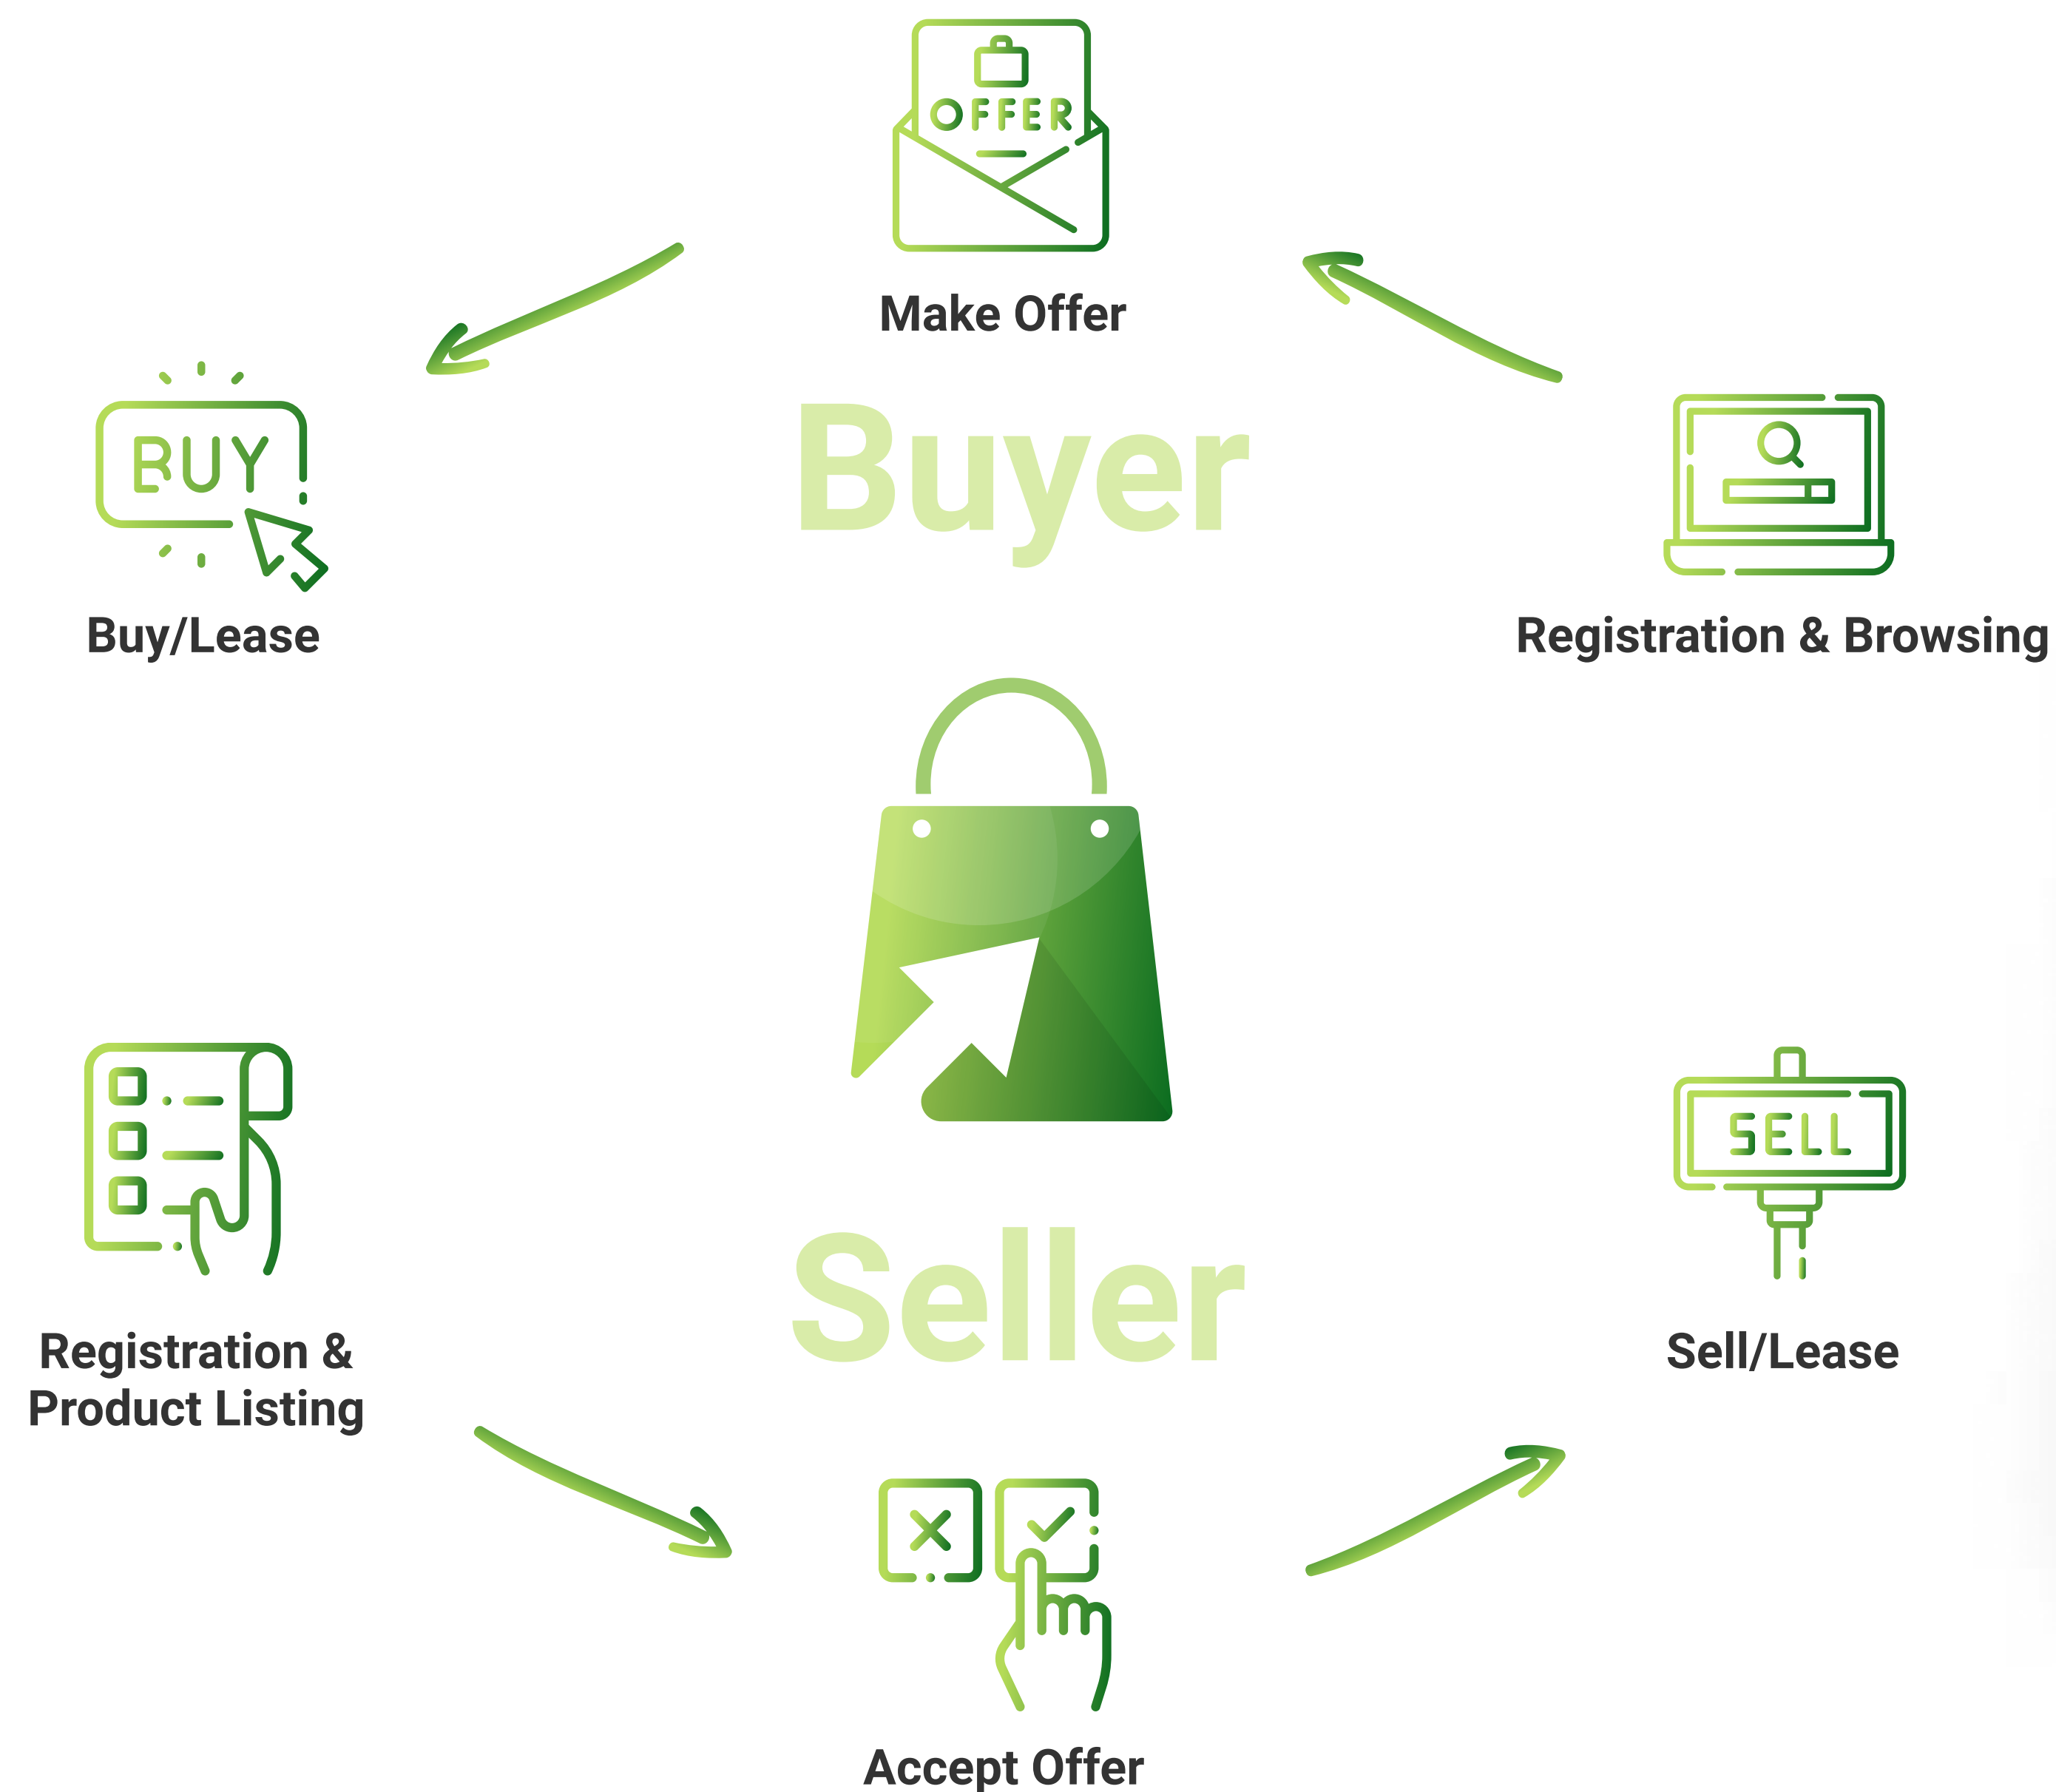 OFFER
Make Offer
Buyer
BUY
Buy/Lease
Registration & Browsing
Seller
SELL
Registration &
Product Listing
Sell/Lease
Accept Offer